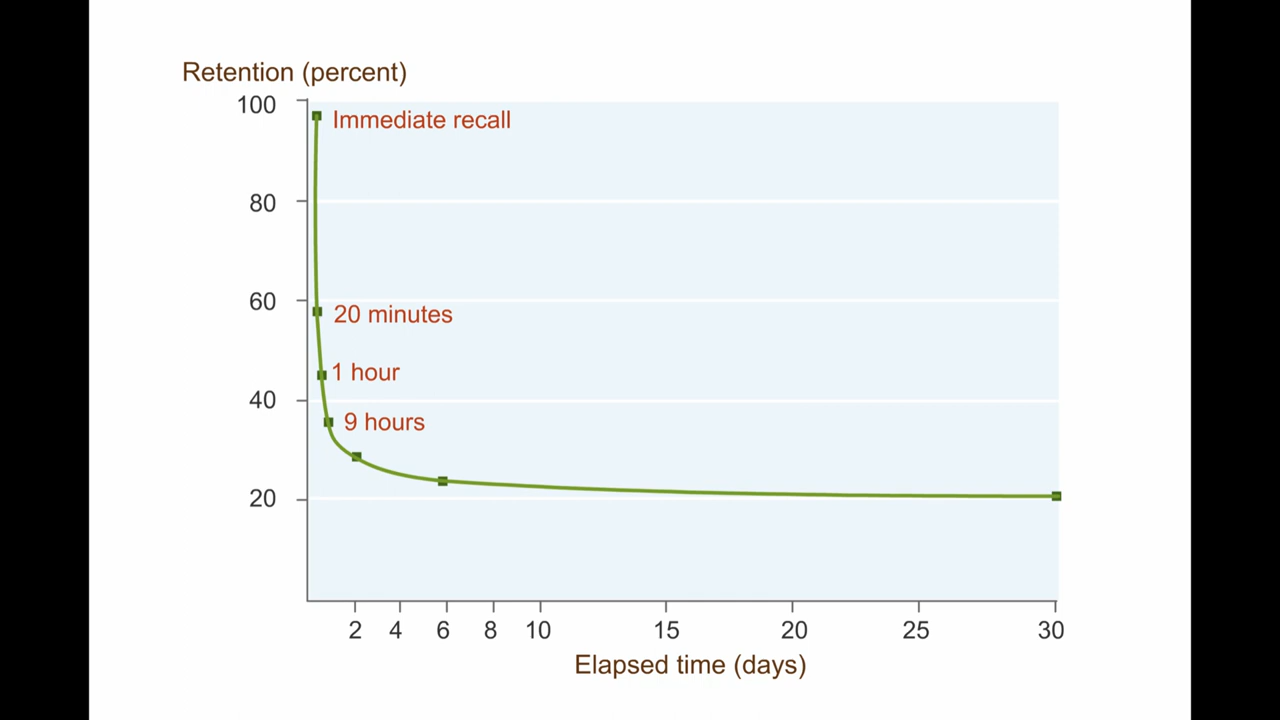 Retention (percent)
100
Immediate recall
80
60
20 minutes
1 hour
40
9 hours
20
2 4 6 8 10 15 20 25 30
Elapsed time (days)